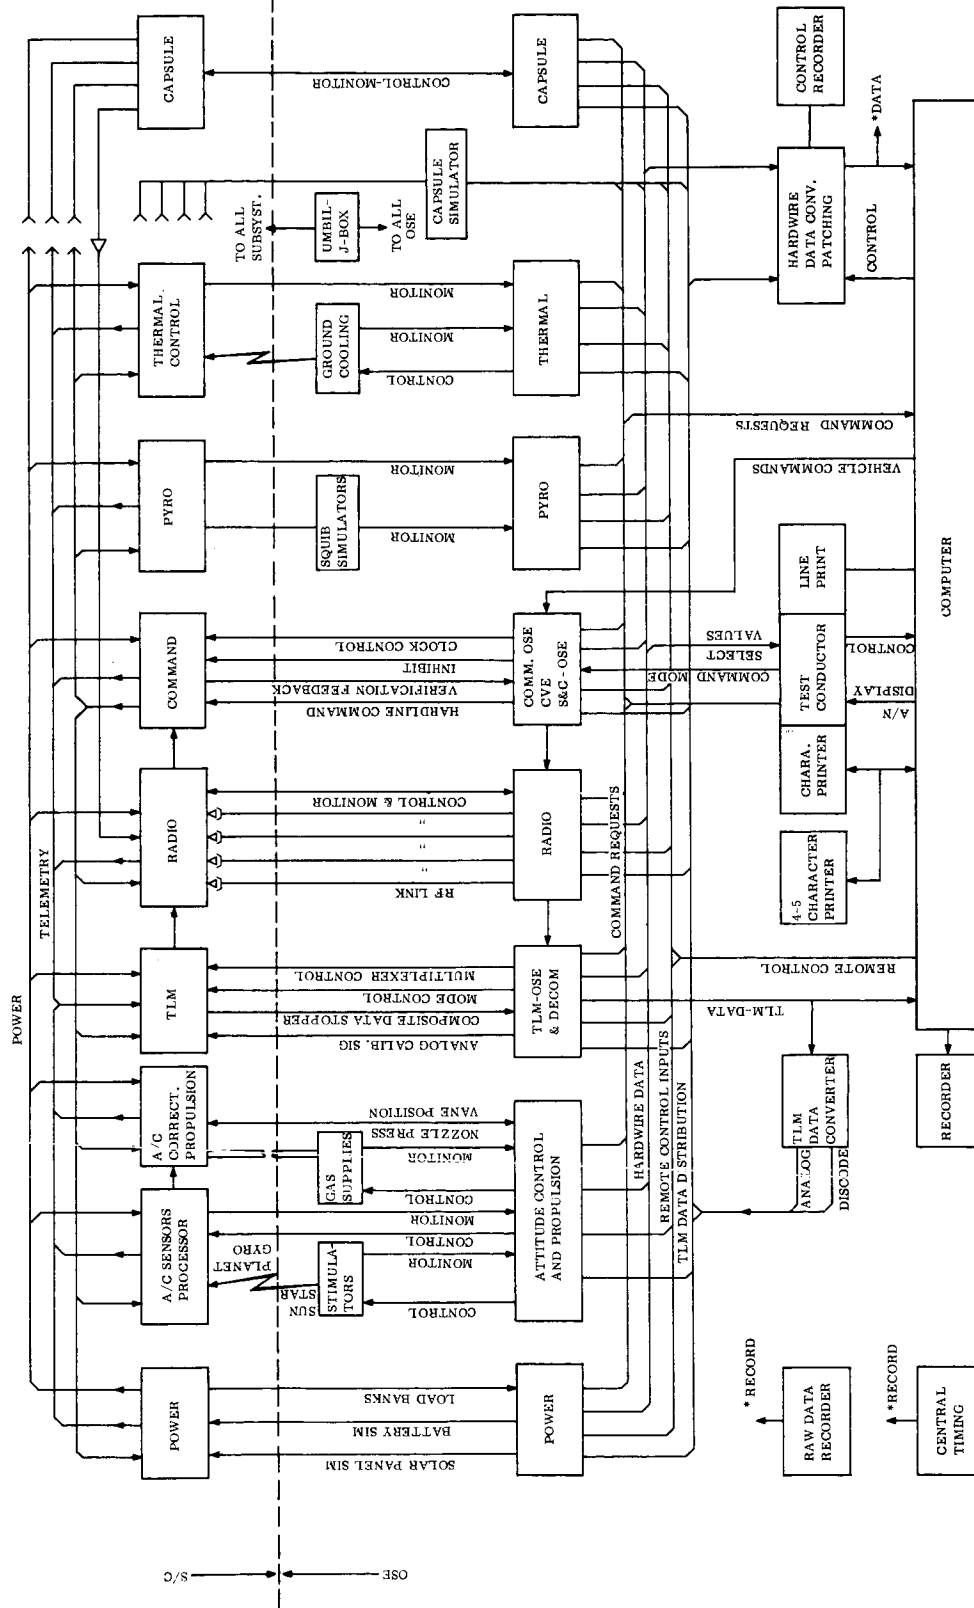 POWER
TELEMETRY
POWER
A/C SENSORS
PROCESSOR
A/C
CORRECT.
PROPULSION
TLM
RADIO
COMMAND
PYRO
THERMAL
CONTROL
CAPSULE
S/C
OSE
SOLAR PANEL SIM
BATTERY SIM
LOAD BANKS
SUN
STAR
PLANET
GYRO
STIMULA-
TORS
CONTROL
MONITOR
CONTROL
MONITOR
GAS
SUPPLIES
CONTROL
MONITOR
NOZZLE PRESS
VANE POSITION
ANALOG CALIB. SIG.
COMPOSITE DATA STOPPER
MODE CONTROL
MULTIPLEXER CONTROL
RF LINK
"
"
"
CONTROL & MONITOR
HARDLINE COMMAND
VERIFICATION FEEDBACK
INHIBIT
CLOCK CONTROL
SQUIB
SIMULATORS
MONITOR
MONITOR
GROUND
COOLING
CONTROL
MONITOR
MONITOR
TO ALL
SUBSYST.
UMBIL-
J-BOX
TO ALL
OSE
CAPSULE
SIMULATOR
CONTROL-MONITOR
POWER
ATTITUDE CONTROL
AND PROPULSION
TLM-OSE
& DECOM
RADIO
COMM. OSE
CVE
S&C - OSE
PYRO
THERMAL
CAPSULE
COMMAND REQUESTS
HARDWIRE DATA
REMOTE CONTROL INPUTS
TLM DATA DISTRIBUTION
*RECORD
RAW DATA
RECORDER
*RECORD
CENTRAL
TIMING
ANALOG
DISCODE
TLM
DATA
CONVERTER
TLM-DATA
RECORDER
REMOTE CONTROL
4-5
CHARACTER
PRINTER
CHARA.
PRINTER
TEST
CONDUCTOR
LINE
PRINT
COMMAND MODE
SELECT
VALUES
A/N
DISPLAY
CONTROL
VEHICLE COMMANDS
COMMAND REQUESTS
HARDWIRE
DATA CONV.
PATCHING
CONTROL
RECORDER
CONTROL
*DATA
COMPUTER